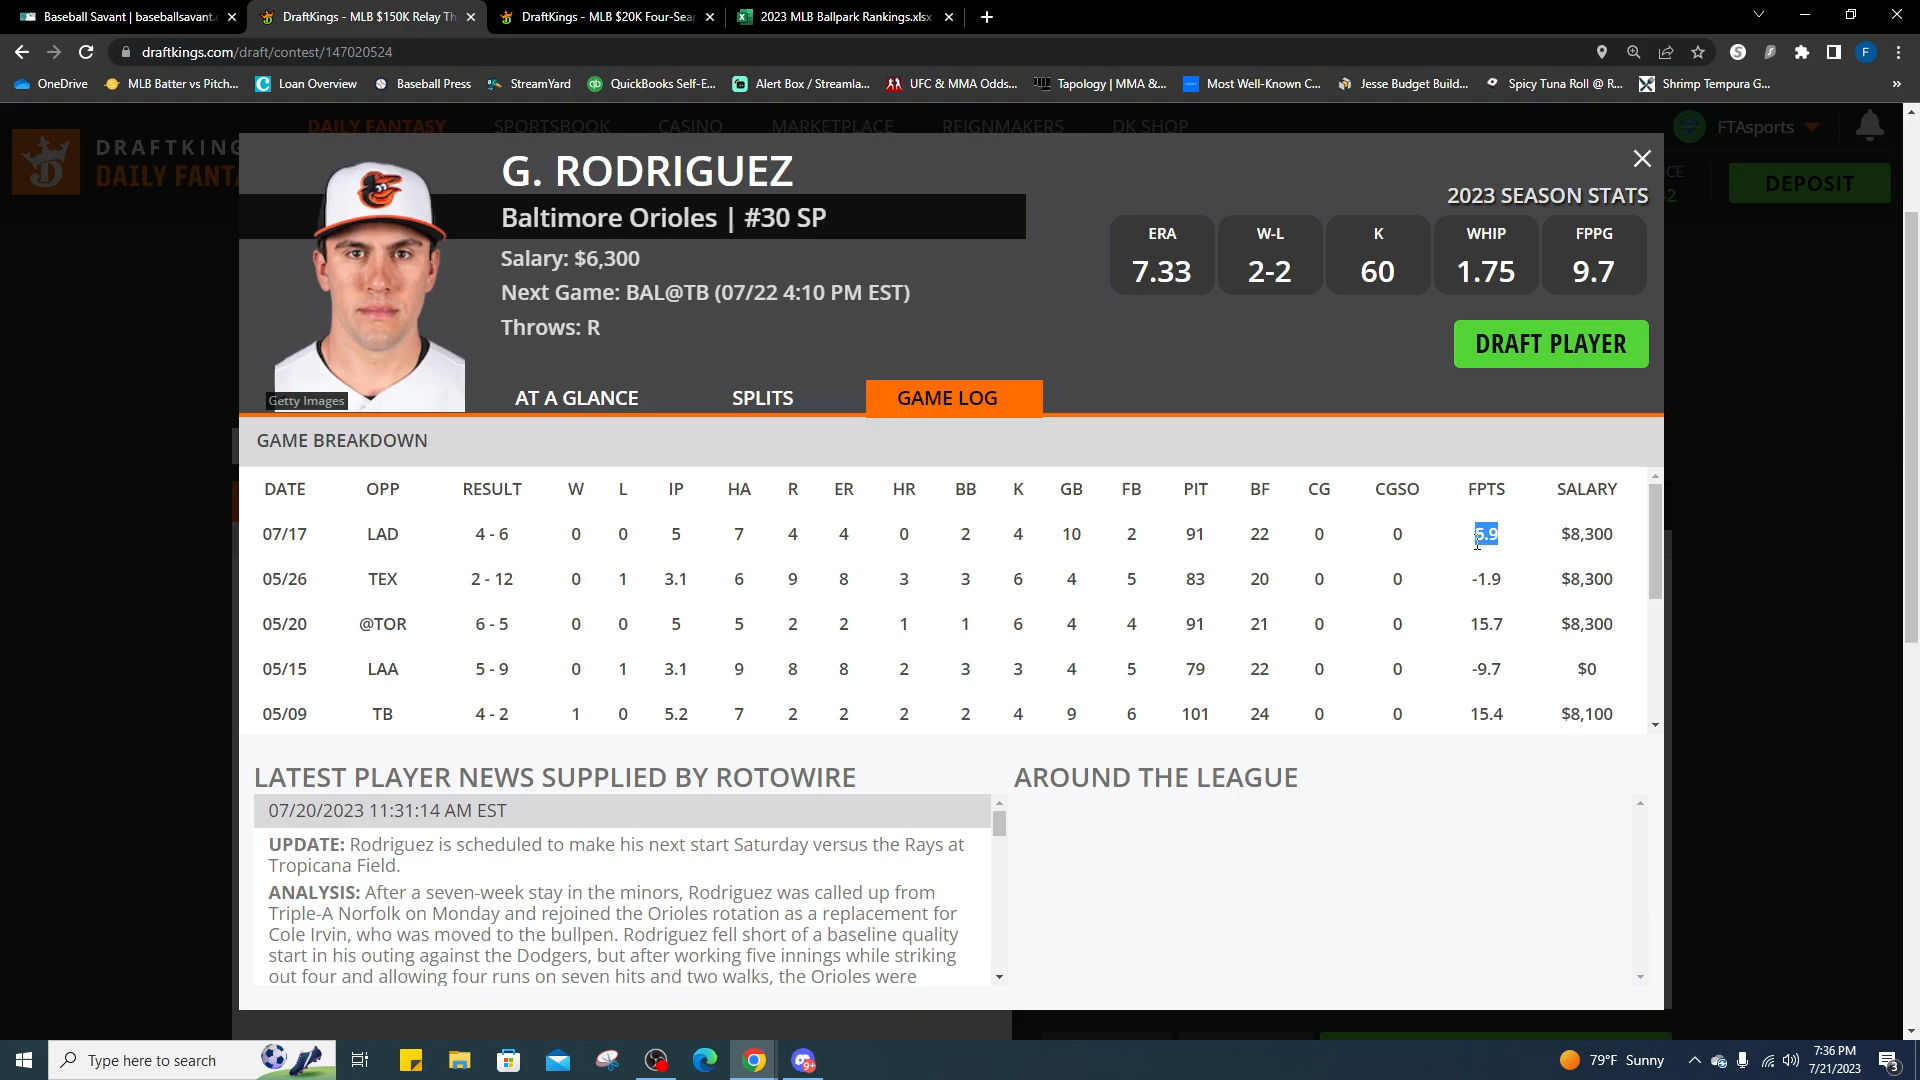 Baseball Savant | baseballsavant.
DraftKings - MLB $150K Relay Th
DraftKings - MLB $20K Four-Sea
2023 MLB Ballpark Rankings.xlsx
draftkings.com/draft/contest/147020524
OneDrive
MLB Batter vs Pitch...
Loan Overview
Baseball Press
StreamYard
QuickBooks Self-E...
Alert Box / Streamla...
UFC & MMA Odds...
Tapology | MMA &...
Most Well-Known C...
Jesse Budget Build...
Spicy Tuna Roll @ R...
Shrimp Tempura G...
DAILY FANTASY SPORTSBOOK CASINO MARKETPLACE REIGNMAKERS DK SHOP
FTAsports
DRAFTKING
DAILY FANT
DEPOSIT
G. RODRIGUEZ
Baltimore Orioles | #30 SP
Salary: $6,300
Next Game: BAL@TB (07/22 4:10 PM EST)
Throws: R
2023 SEASON STATS
ERA W-L K WHIP FPPG
7.33 2-2 60 1.75 9.7
DRAFT PLAYER
Getty Images
AT A GLANCE SPLITS GAME LOG
GAME BREAKDOWN
DATE OPP RESULT W L IP HA R ER HR BB K GB FB PIT BF CG CGSO FPTS SALARY
07/17 LAD 4 - 6 0 0 5 7 4 4 0 2 4 10 2 91 22 0 0 5.9 $8,300
05/26 TEX 2 - 12 0 1 3.1 6 9 8 3 3 6 4 5 83 20 0 0 -1.9 $8,300
05/20 @TOR 6 - 5 0 0 5 5 2 2 1 1 6 4 4 91 21 0 0 15.7 $8,300
05/15 LAA 5 - 9 0 1 3.1 9 8 8 2 3 3 4 5 79 22 0 0 -9.7 $0
05/09 TB 4 - 2 1 0 5.2 7 2 2 2 2 4 9 6 101 24 0 0 15.4 $8,100
LATEST PLAYER NEWS SUPPLIED BY ROTOWIRE
AROUND THE LEAGUE
07/20/2023 11:31:14 AM EST
UPDATE: Rodriguez is scheduled to make his next start Saturday versus the Rays at
Tropicana Field.
ANALYSIS: After a seven-week stay in the minors, Rodriguez was called up from
Triple-A Norfolk on Monday and rejoined the Orioles rotation as a replacement for
Cole Irvin, who was moved to the bullpen. Rodriguez fell short of a baseline quality
start in his outing against the Dodgers, but after working five innings while striking
out four and allowing four runs on seven hits and two walks, the Orioles were
Type here to search
79°F Sunny
7:36 PM
7/21/2023